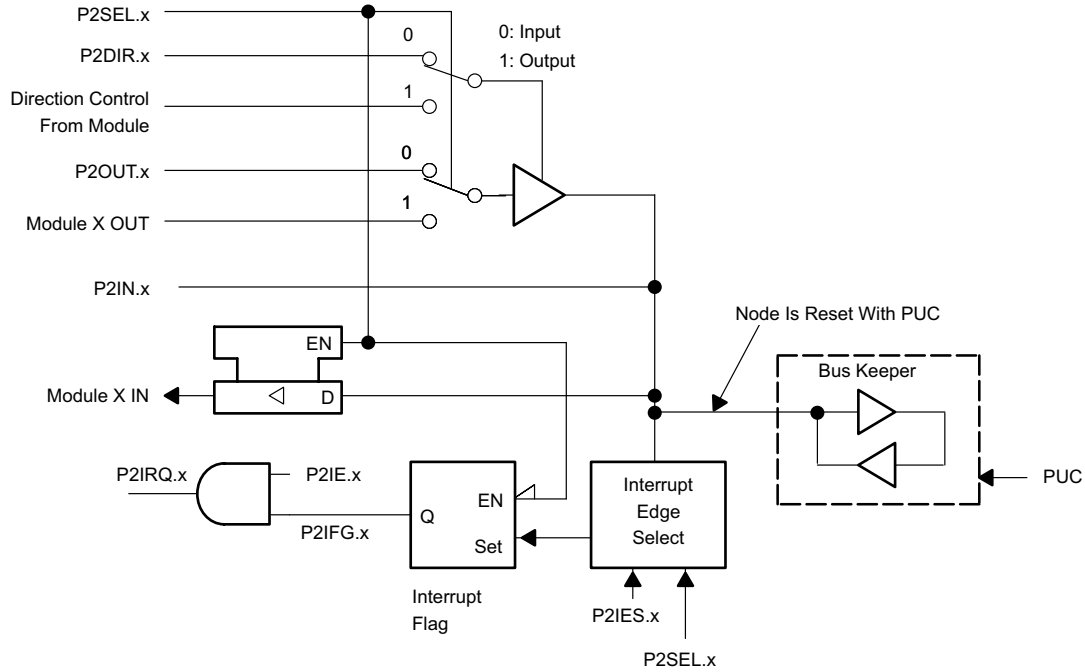 P2SEL.x
P2DIR.x
0
0: Input
1: Output
Direction Control
From Module
1
P2OUT.x
0
Module X OUT
1
P2IN.x
Node Is Reset With PUC
EN
Bus Keeper
Module X IN
D
P2IRQ.x
P2IE.x
P2IFG.x
Q
EN
Set
Interrupt
Edge
Select
PUC
Interrupt
Flag
P2IES.x
P2SEL.x